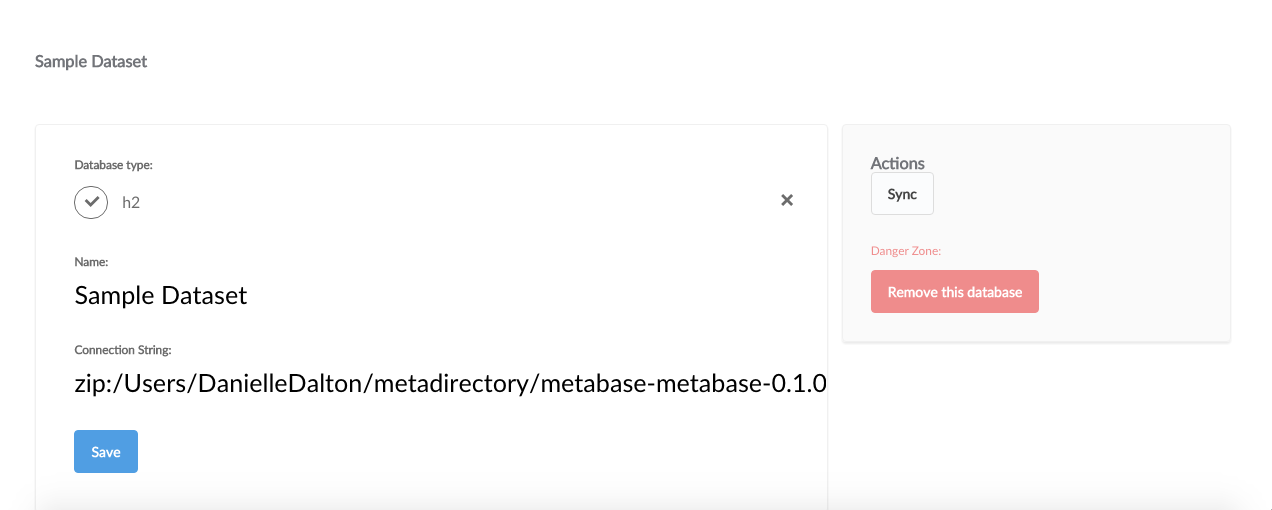 Sample Dataset
Database type:
h2
Name:
Sample Dataset
Connection String:
zip:/Users/DanielleDalton/metadirectory/metabase-metabase-0.1.0
Save
Actions
Sync
Danger Zone:
Remove this database